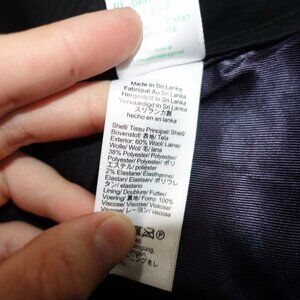 Made In Sri Lanka
Fabriqué Au Sri Lanka
Hergestellt In Sri Lanka
Vervaardigd In Sri Lanka
スリランカ製
hecho en Sri Lanka
Shell/ Tissu Principal/ Shell/
Bovenstof/ 表地/ Tela
Exterior: 60% Wool/ Laine/
Wolle/ Wol/ 毛/ lana
38% Polyester/ Polyester/
Polyester/ Polyester/ ポリ
エステル/ poliéster
2% Elastane/ Élasthanne/
Elastan/ Elastaan/ ポリウレ
タン/ elastano
Lining/ Doublure/ Futter/
Voering/ 裏地/ Forro: 100%
Viscose/ Viscose/ Viskose/
Viscose/ レーヨン/ viscosa